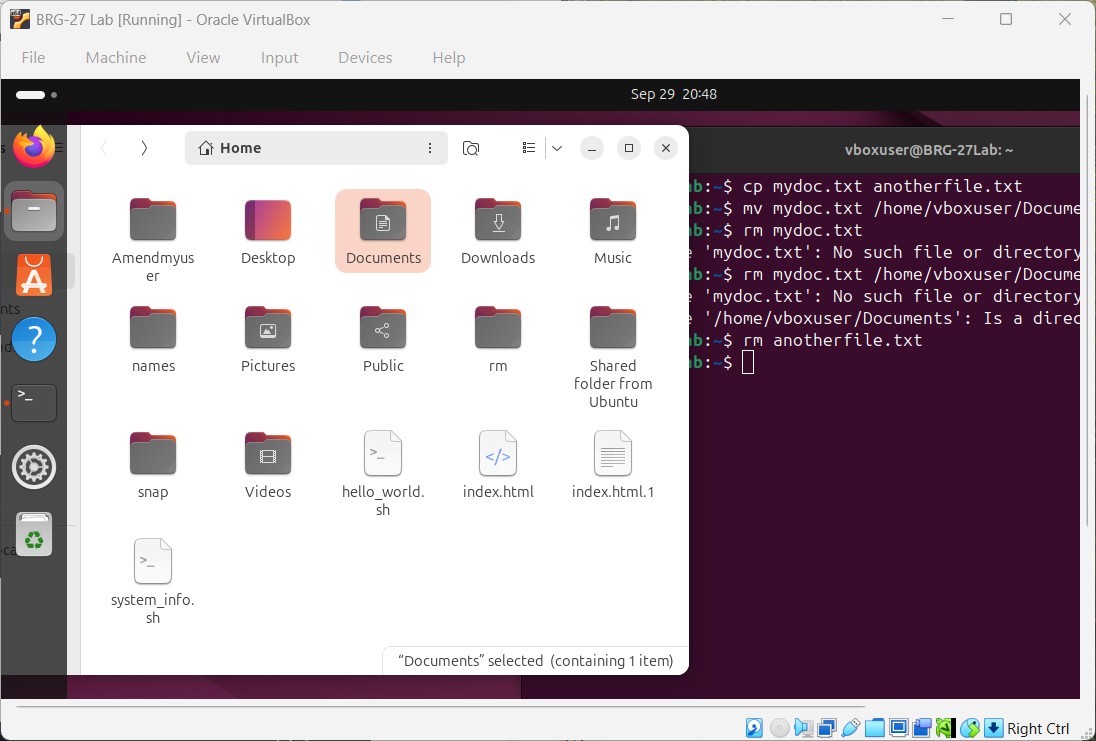 BRG-27 Lab [Running] - Oracle VirtualBox
File Machine View Input Devices Help
Sep 29 20:48
Home
vboxuser@BRG-27Lab: ~
ab:~$ cp mydoc.txt anotherfile.txt
ab:~$ mv mydoc.txt /home/vboxuser/Docume
ab:~$ rm mydoc.txt
e 'mydoc.txt': No such file or directory
ab:~$ rm mydoc.txt /home/vboxuser/Docume
e 'mydoc.txt': No such file or directory
e '/home/vboxuser/Documents': Is a direc
ab:~$ rm anotherfile.txt
ab:~$
Amendmyus
er
Desktop
Documents
Downloads
Music
names
Pictures
Public
rm
Shared
folder from
Ubuntu
snap
Videos
hello_world.
sh
index.html
index.html.1
system_info.
sh
“Documents” selected (containing 1 item)
Right Ctrl